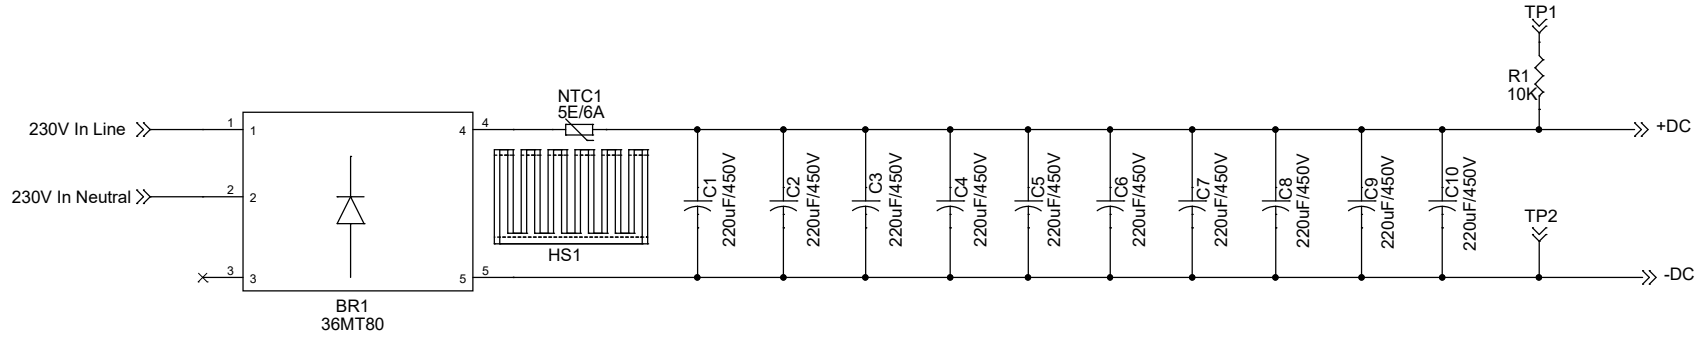 TP1
R1
10K
NTC1
5E/6A
230V In Line
1
1
4
4
+DC
C1
220uF/450V
C2
220uF/450V
C3
220uF/450V
C4
220uF/450V
C5
220uF/450V
C6
220uF/450V
C7
220uF/450V
C8
220uF/450V
C9
220uF/450V
C10
220uF/450V
230V In Neutral
2
2
TP2
HS1
3
3
5
5
-DC
BR1
36MT80